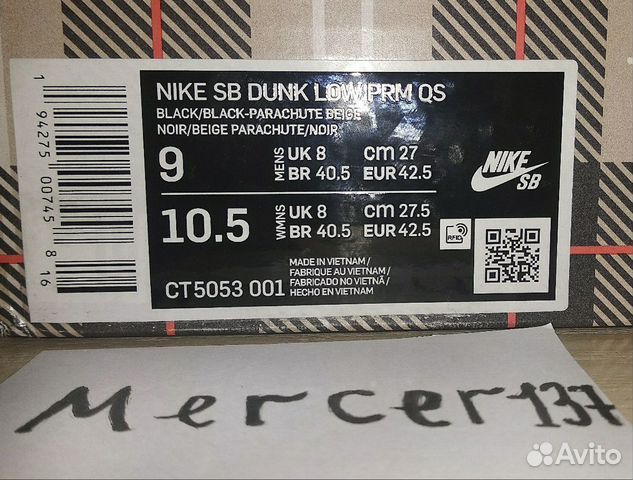 NIKE SB DUNK LOW PRM QS
BLACK/BLACK-PARACHUTE BEIGE
NOIR/BEIGE PARACHUTE/NOIR
9 MENS UK 8 CM 27
BR 40.5 EUR 42.5
10.5 WMNS UK 8 CM 27.5
BR 40.5 EUR 42.5
NIKE
SB
RFID
MADE IN VIETNAM /
FABRIQUE AU VIETNAM /
FABRICADO NO VIETNÃ /
HECHO EN VIETNAM
CT5053 001
1 94275 00745 8 16
Mercer137
Avito